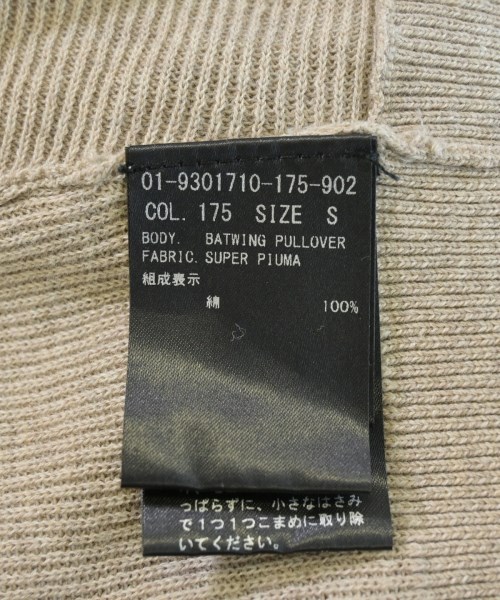 01-9301710-175-902
COL. 175 SIZE S
BODY. BATWING PULLOVER
FABRIC. SUPER PIUMA
組成表示
綿 100%
っぱらずに、小さなはさみ
で1つ1つこまめに取り除
いてください。